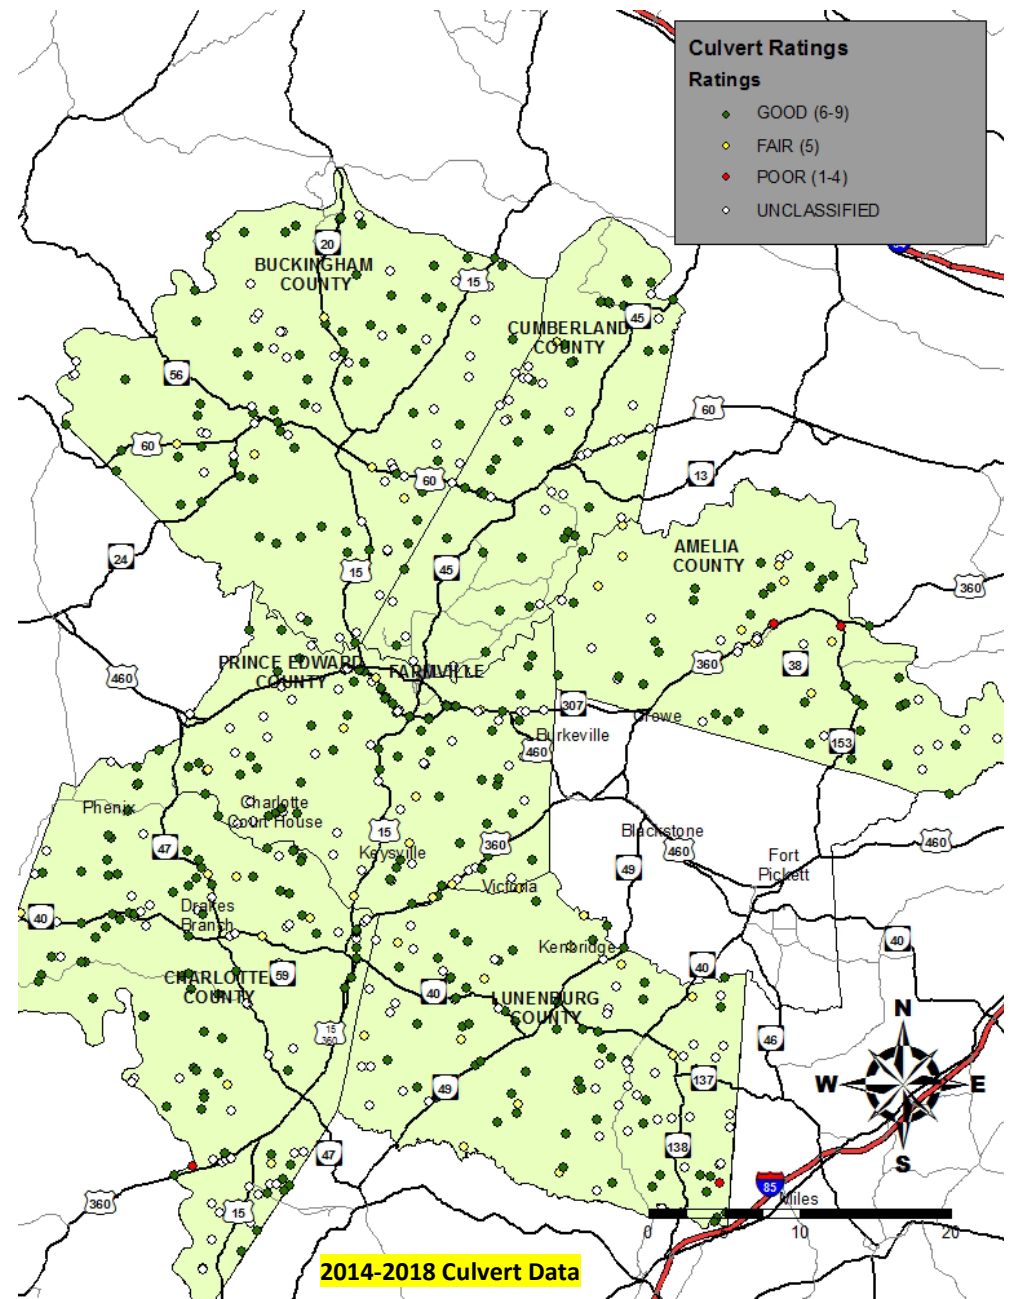 Culvert Ratings
Ratings
GOOD (6-9)
FAIR (5)
POOR (1-4)
UNCLASSIFIED
20
BUCKINGHAM
COUNTY
15
45
CUMBERLAND
COUNTY
56
60
60
60
13
24
15
45
AMELIA
COUNTY
360
PRINCE EDWARD
COUNTY
FARMVILLE
460
360
38
307
Crewe
Burkeville
460
153
Phenix
Charlotte
Court House
15
Keysville
47
360
Blackstone
460
460
49
Fort
Pickett
Victoria
40
Drakes
Branch
Kenbridge
40
40
CHARLOTTE
COUNTY
59
40
LUNENBURG
COUNTY
N
15
360
46
W
E
49
137
S
47
138
85
Miles
360
15
0
10
20
2014-2018 Culvert Data